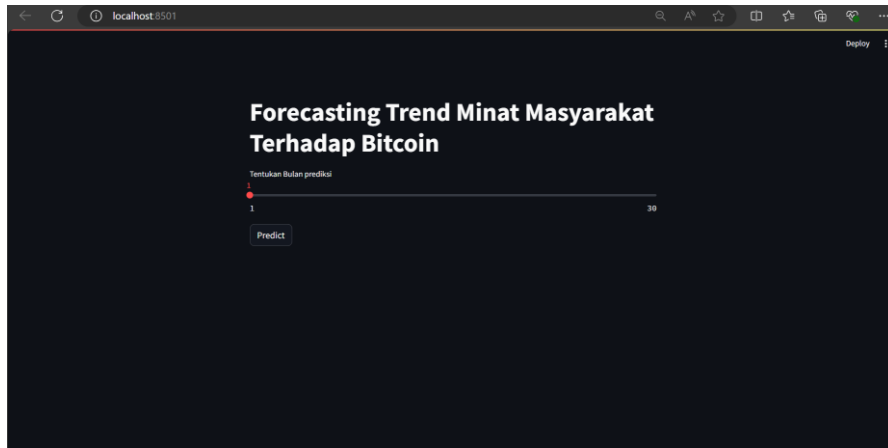 localhost:8501
Deploy
Forecasting Trend Minat Masyarakat
Terhadap Bitcoin
Tentukan Bulan prediksi
1
1 30
Predict